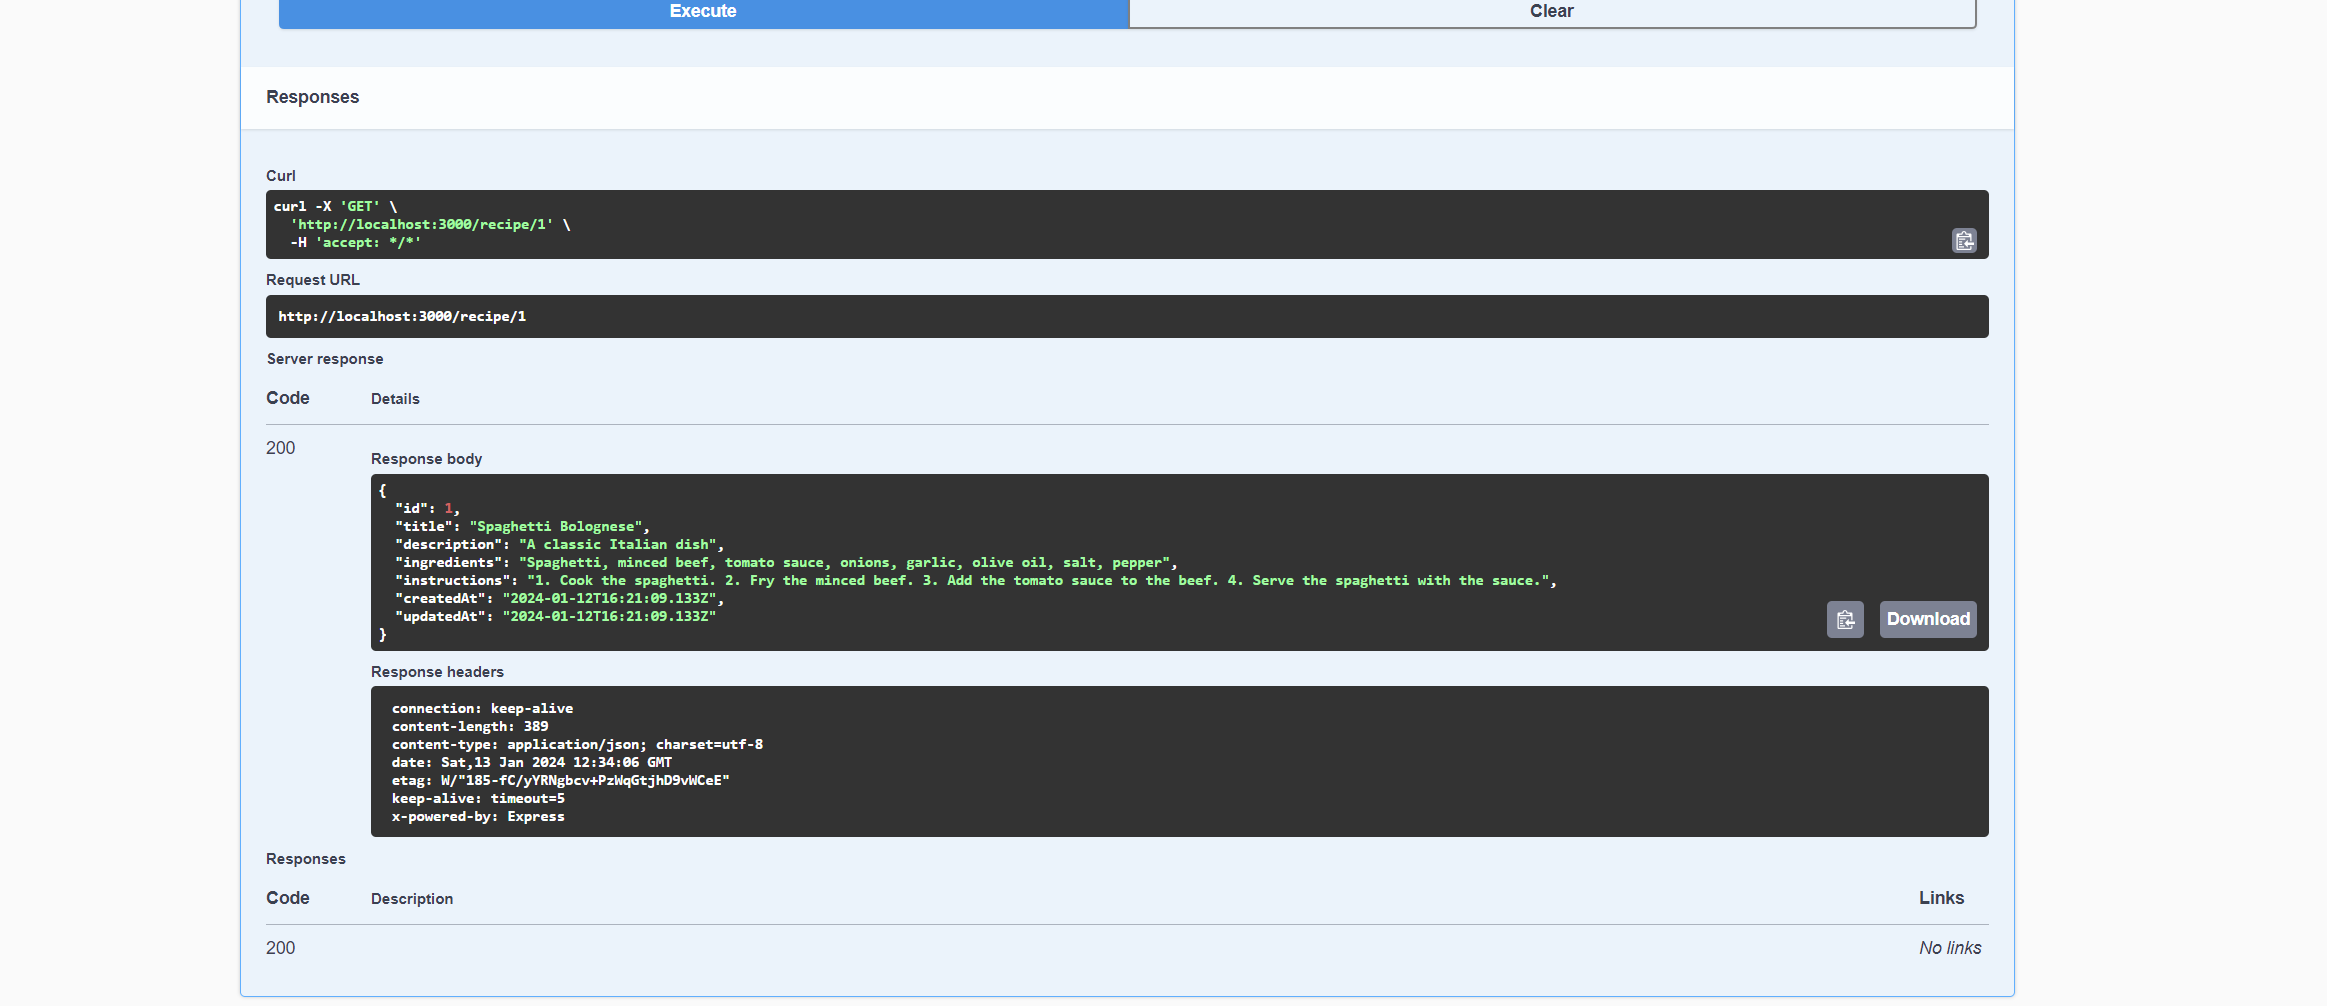 Execute Clear
Responses
Curl
curl -X 'GET' \
  'http://localhost:3000/recipe/1' \
  -H 'accept: */*'
Request URL
http://localhost:3000/recipe/1
Server response
Code Details
200
Response body
{
  "id": 1,
  "title": "Spaghetti Bolognese",
  "description": "A classic Italian dish",
  "ingredients": "Spaghetti, minced beef, tomato sauce, onions, garlic, olive oil, salt, pepper",
  "instructions": "1. Cook the spaghetti. 2. Fry the minced beef. 3. Add the tomato sauce to the beef. 4. Serve the spaghetti with the sauce.",
  "createdAt": "2024-01-12T16:21:09.133Z",
  "updatedAt": "2024-01-12T16:21:09.133Z"
}
Download
Response headers
connection: keep-alive
content-length: 389
content-type: application/json; charset=utf-8
date: Sat,13 Jan 2024 12:34:06 GMT
etag: W/"185-fC/yYRNgbcv+PzWqGtjhD9vWCeE"
keep-alive: timeout=5
x-powered-by: Express
Responses
Code Description Links
200 No links